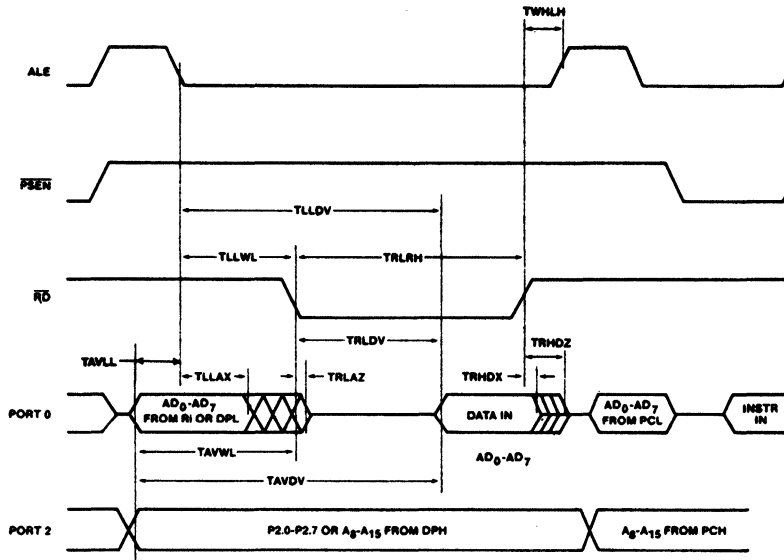 TWHLH
ALE
PSEN
TLLDV
TLLWL
TRLRH
RD
TRLDV
TRHDZ
TAVLL
TLLAX
TRLAZ
TRHDX
PORT 0
AD0-AD7
FROM RI OR DPL
DATA IN
AD0-AD7
FROM PCL
INSTR
IN
TAVWL
AD0-AD7
TAVDV
PORT 2
P2.0-P2.7 OR A8-A15 FROM DPH
A8-A15 FROM PCH